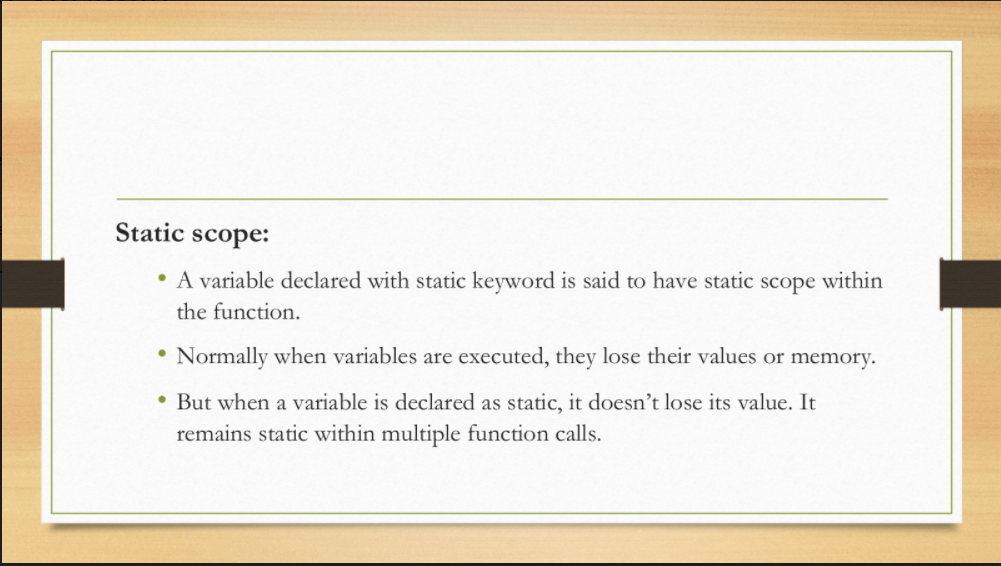 Static scope:
• A variable declared with static keyword is said to have static scope within
the function.
• Normally when variables are executed, they lose their values or memory.
• But when a variable is declared as static, it doesn’t lose its value. It
remains static within multiple function calls.